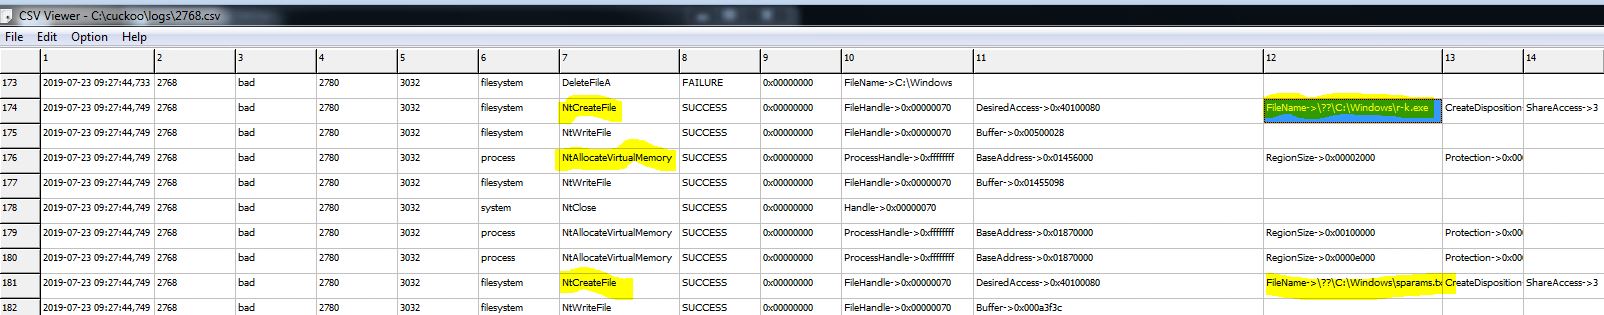 CSV Viewer - C:\cuckoo\logs\2768.csv
File Edit Option Help
1 2 3 4 5 6 7 8 9 10 11 12 13 14
173 2019-07-23 09:27:44,733 2768 bad 2780 3032 filesystem DeleteFileA FAILURE 0x00000000 FileName->C:\Windows
174 2019-07-23 09:27:44,749 2768 bad 2780 3032 filesystem NtCreateFile SUCCESS 0x00000000 FileHandle->0x00000070 DesiredAccess->0x40100080 FileName->\??\C:\Windows\r-k.exe CreateDisposition- ShareAccess->3
175 2019-07-23 09:27:44,749 2768 bad 2780 3032 filesystem NtWriteFile SUCCESS 0x00000000 FileHandle->0x00000070 Buffer->0x00500028
176 2019-07-23 09:27:44,749 2768 bad 2780 3032 process NtAllocateVirtualMemory SUCCESS 0x00000000 ProcessHandle->0xffffffff BaseAddress->0x01456000 RegionSize->0x00002000 Protection->0x00
177 2019-07-23 09:27:44,749 2768 bad 2780 3032 filesystem NtWriteFile SUCCESS 0x00000000 FileHandle->0x00000070 Buffer->0x01455098
178 2019-07-23 09:27:44,749 2768 bad 2780 3032 system NtClose SUCCESS 0x00000000 Handle->0x00000070
179 2019-07-23 09:27:44,749 2768 bad 2780 3032 process NtAllocateVirtualMemory SUCCESS 0x00000000 ProcessHandle->0xffffffff BaseAddress->0x01870000 RegionSize->0x00100000 Protection->0x00
180 2019-07-23 09:27:44,749 2768 bad 2780 3032 process NtAllocateVirtualMemory SUCCESS 0x00000000 ProcessHandle->0xffffffff BaseAddress->0x01870000 RegionSize->0x0000e000 Protection->0x00
181 2019-07-23 09:27:44,749 2768 bad 2780 3032 filesystem NtCreateFile SUCCESS 0x00000000 FileHandle->0x00000070 DesiredAccess->0x40100080 FileName->\??\C:\Windows\sparams.tx CreateDisposition- ShareAccess->3
182 2019-07-23 09:27:44,749 2768 bad 2780 3032 filesystem NtWriteFile SUCCESS 0x00000000 FileHandle->0x00000070 Buffer->0x000a3f3c